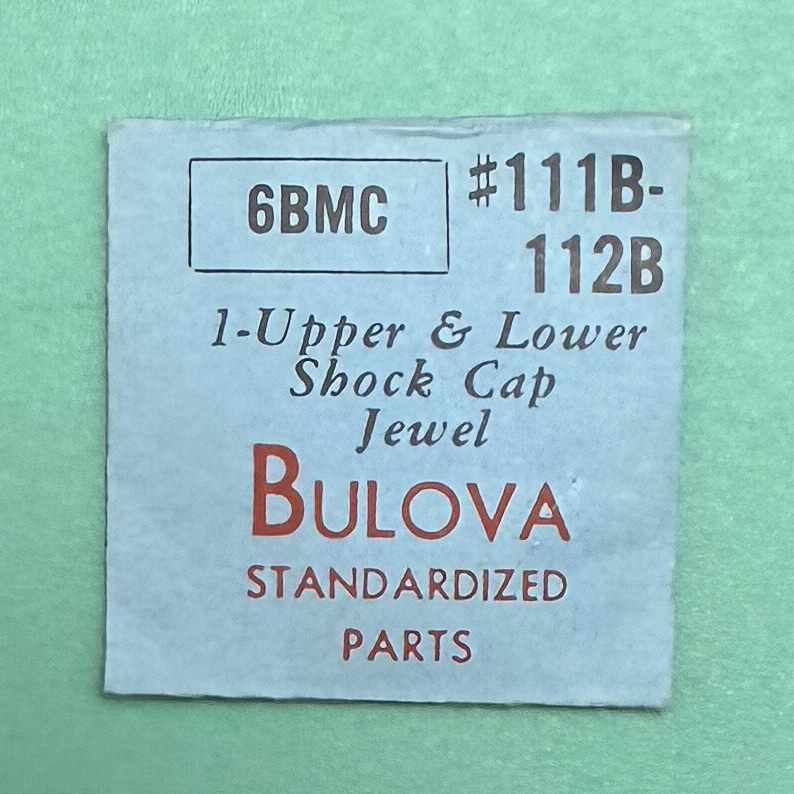 6BMC
#111B-
112B
1-Upper & Lower
Shock Cap
Jewel
BULOVA
STANDARDIZED
PARTS